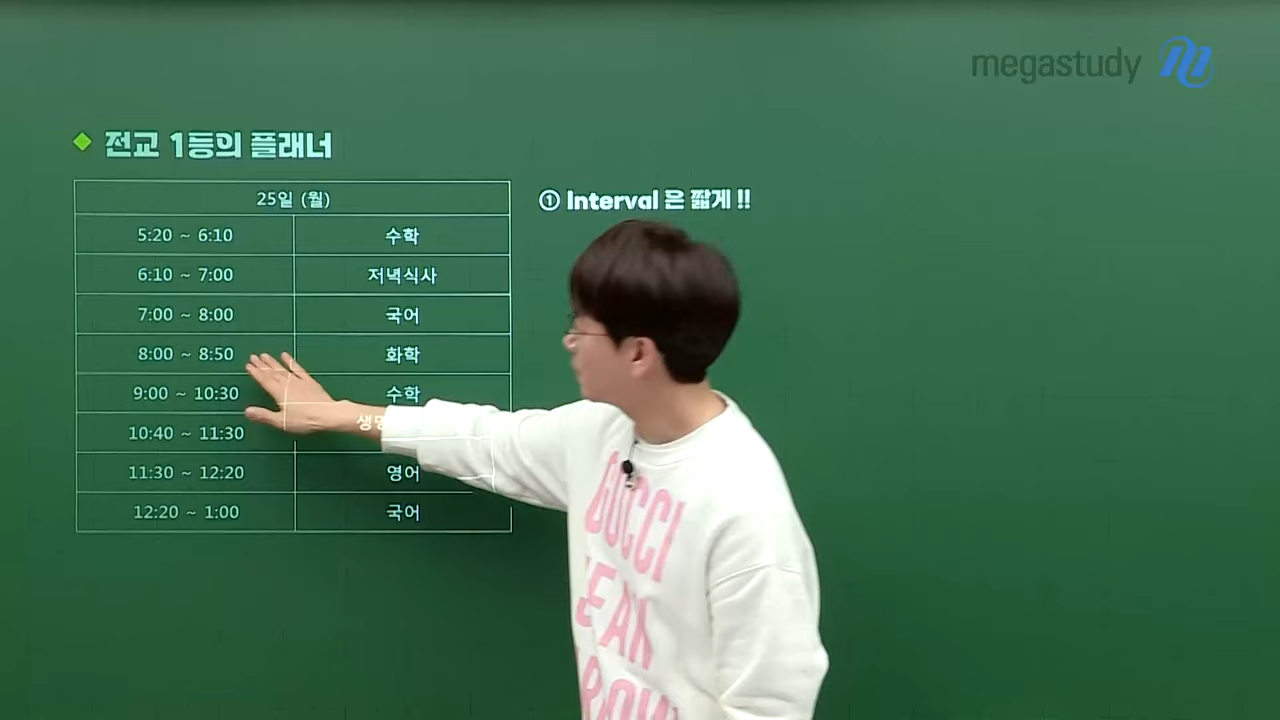 megastudy
◆ 전교 1등의 플래너
25일 (월)
① Interval 은 짧게 !!
5:20 ~ 6:10 수학
6:10 ~ 7:00 저녁식사
7:00 ~ 8:00 국어
8:00 ~ 8:50 화학
9:00 ~ 10:30 수학
10:40 ~ 11:30
11:30 ~ 12:20 영어
12:20 ~ 1:00 국어
GUCCI